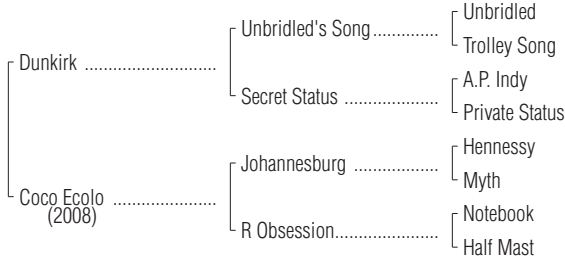 Unbridled
Unbridled's Song..............
Trolley Song
Dunkirk ............................
A.P. Indy
Secret Status ....................
Private Status
Hennessy
Johannesburg ..................
Myth
Coco Ecolo ......................
(2008)
Notebook
R Obsession......................
Half Mast